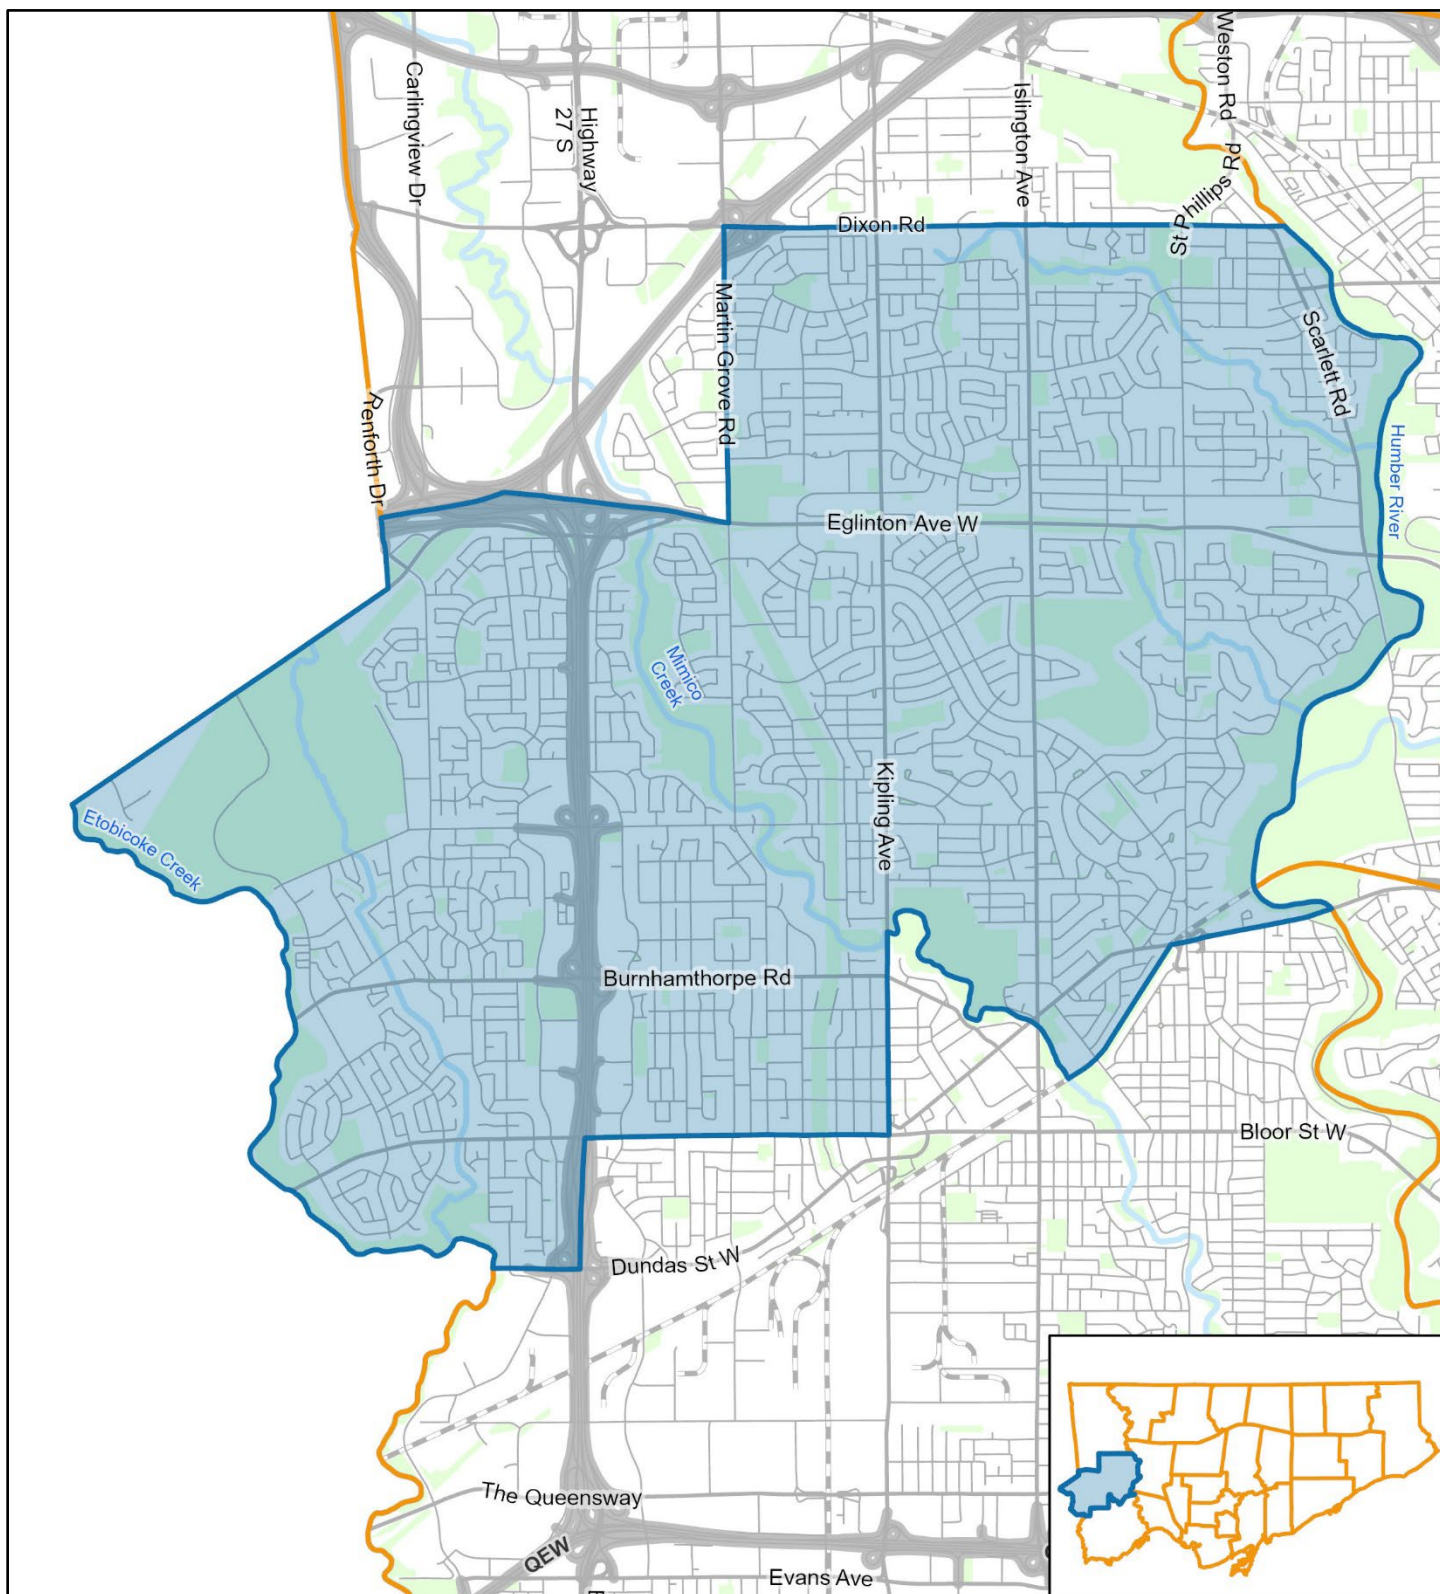 Weston Rd
Carlingview Dr
Highway
27 S
Islington Ave
St Phillips Rd
Dixon Rd
Martin Grove Rd
Scarlett Rd
Renforth Dr
Humber River
Eglinton Ave W
Mimico
Creek
Kipling Ave
Etobicoke Creek
Burnhamthorpe Rd
Bloor St W
Dundas St W
The Queensway
QEW
Evans Ave